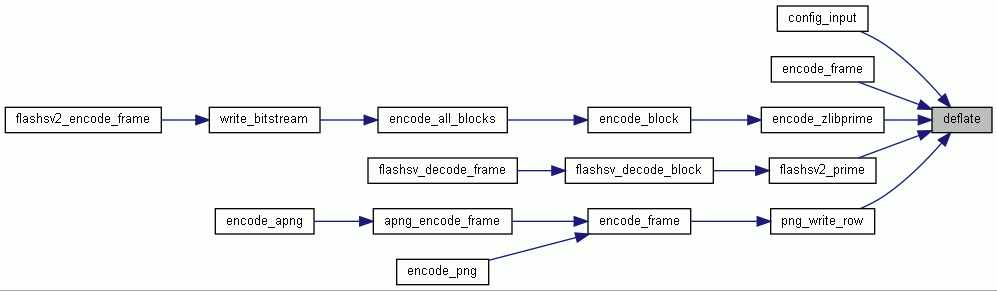 config_input
encode_frame
flashsv2_encode_frame write_bitstream encode_all_blocks encode_block encode_zlibprime deflate
flashsv_decode_frame flashsv_decode_block flashsv2_prime
encode_apng apng_encode_frame encode_frame png_write_row
encode_png